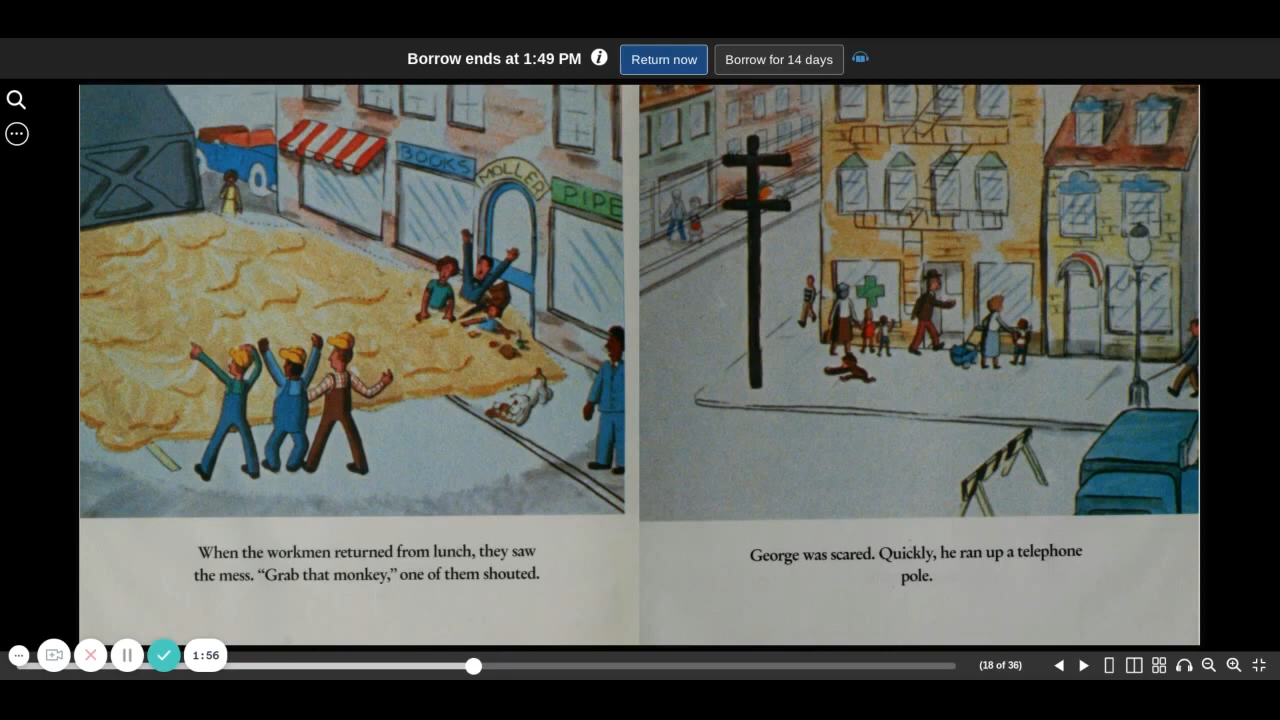 Borrow ends at 1:49 PM
Return now
Borrow for 14 days
BOOKS
MOLLER
PIPE
When the workmen returned from lunch, they saw
the mess. “Grab that monkey,” one of them shouted.
George was scared. Quickly, he ran up a telephone
pole.
1:56
(18 of 36)